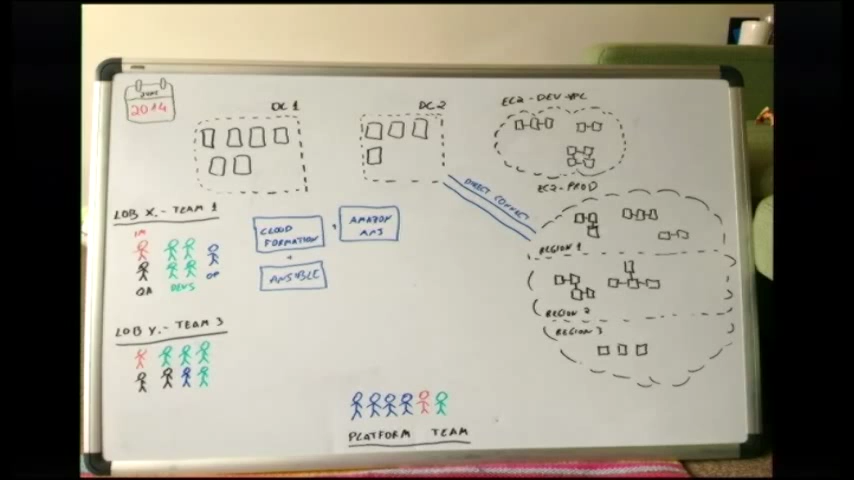 JUNE
2014
DC 1
DC 2
EC2-DEV-VPC
EC2-PROD
DIRECT CONNECT
LOB X.- TEAM 1
IM
QA
DEVS
OP
CLOUD
FORMATION
+
AMAZON
APIS
+
ANSIBLE
REGION 1
REGION 2
REGION 3
LOB Y.- TEAM 3
PLATFORM TEAM